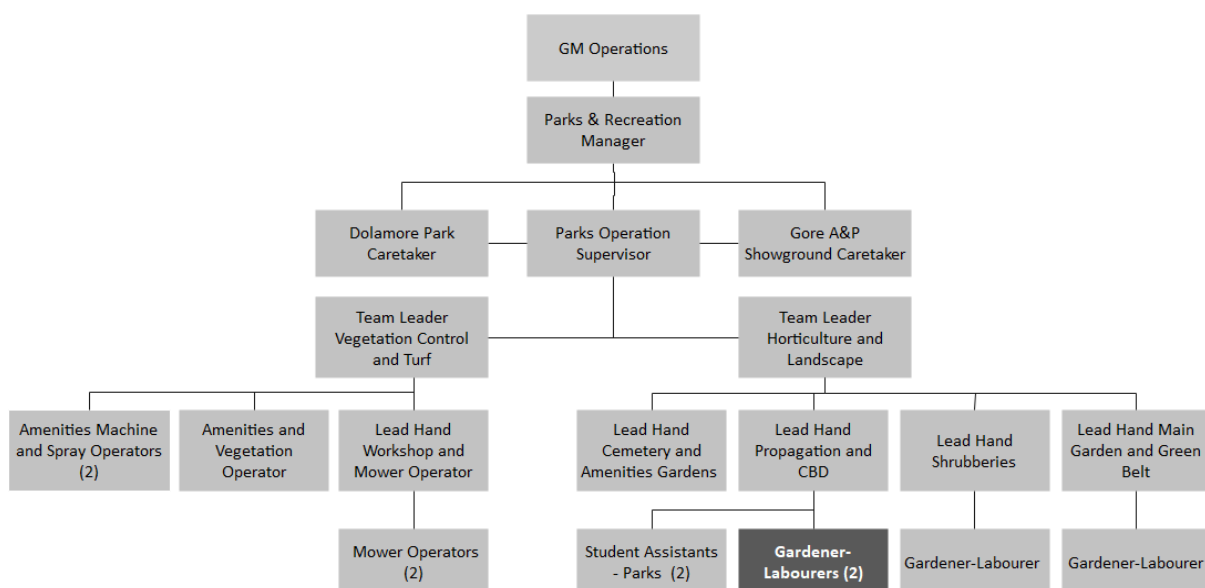 GM Operations
Parks & Recreation
Manager
Dolamore Park
Caretaker
Parks Operation
Supervisor
Gore A&P
Showground Caretaker
Team Leader
Vegetation Control
and Turf
Team Leader
Horticulture and
Landscape
Amenities Machine
and Spray Operators
(2)
Amenities and
Vegetation
Operator
Lead Hand
Workshop and
Mower Operator
Lead Hand
Cemetery and
Amenities Gardens
Lead Hand
Propagation and
CBD
Lead Hand
Shrubberies
Lead Hand Main
Garden and Green
Belt
Mower Operators
(2)
Student Assistants
- Parks (2)
Gardener-
Labourers (2)
Gardener-Labourer
Gardener-Labourer